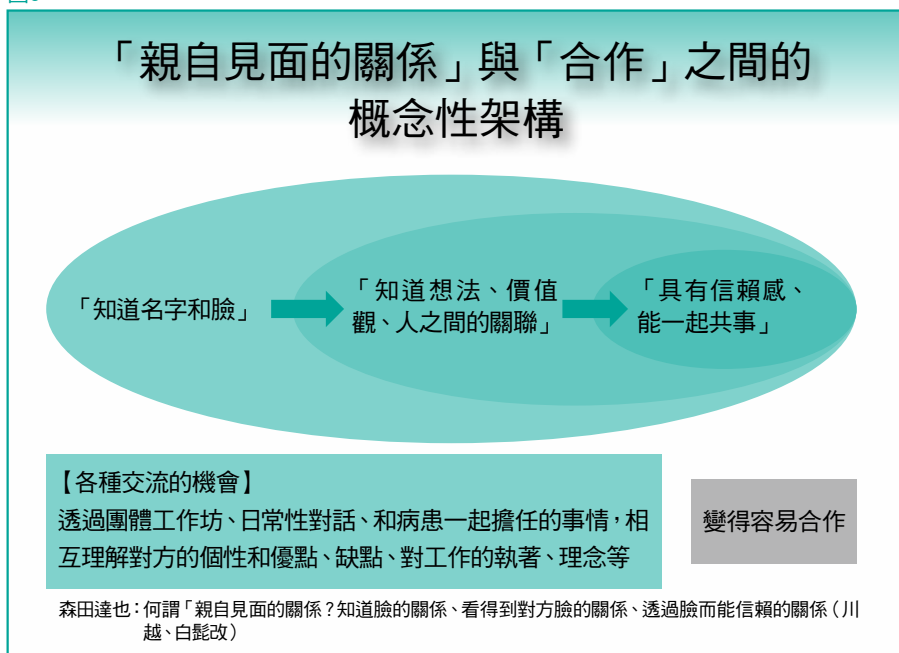 「親自見面的關係」與「合作」之間的
概念性架構
「知道名字和臉」
「知道想法、價值
觀、人之間的關聯」
「具有信賴感、
能一起共事」
【各種交流的機會】
透過團體工作坊、日常性對話、和病患一起擔任的事情，相
互理解對方的個性和優點、缺點、對工作的執著、理念等
變得容易合作
森田達也：何謂「親自見面的關係？知道臉的關係、看得到對方臉的關係、透過臉而能信賴的關係（川
越、白髭改）